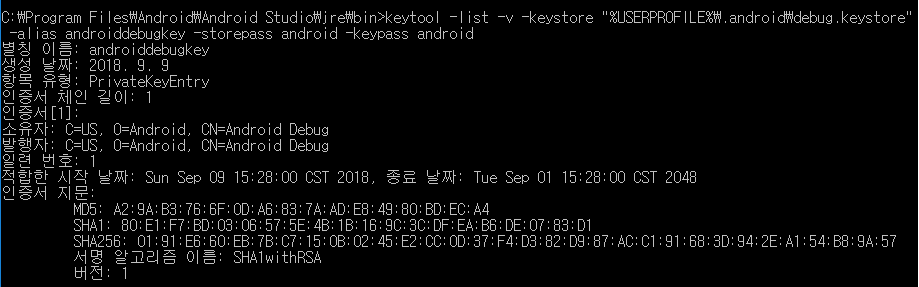 C:₩Program Files₩Android₩Android Studio₩jre₩bin>keytool -list -v -keystore "%USERPROFILE%₩.android₩debug.keystore"
-alias androiddebugkey -storepass android -keypass android
별칭 이름: androiddebugkey
생성 날짜: 2018. 9. 9
항목 유형: PrivateKeyEntry
인증서 체인 길이: 1
인증서[1]:
소유자: C=US, O=Android, CN=Android Debug
발행자: C=US, O=Android, CN=Android Debug
일련 번호: 1
적합한 시작 날짜: Sun Sep 09 15:28:00 CST 2018, 종료 날짜: Tue Sep 01 15:28:00 CST 2048
인증서 지문:
MD5: A2:9A:B3:76:6F:0D:A6:83:7A:AD:E8:49:80:BD:EC:A4
SHA1: 80:E1:F7:BD:03:06:57:5E:4B:1B:16:9C:3C:DF:EA:B6:DE:07:83:D1
SHA256: 01:91:E6:60:EB:7B:C7:15:0B:02:45:E2:CC:0D:37:F4:D3:82:D9:87:AC:C1:91:68:3D:94:2E:A1:54:B8:9A:57
서명 알고리즘 이름: SHA1withRSA
버전: 1